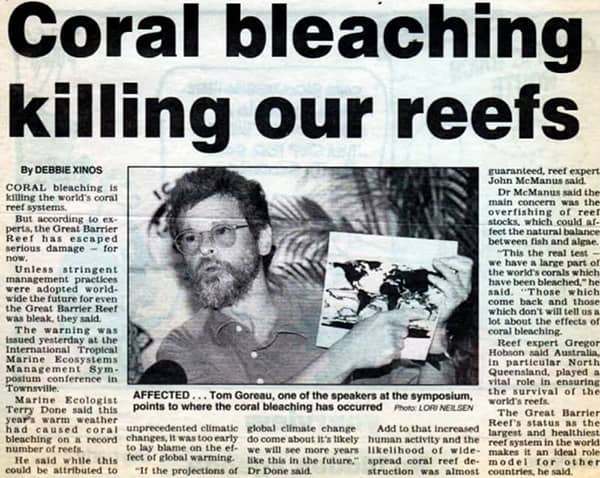 Coral bleaching
killing our reefs
By DEBBIE XINOS
CORAL bleaching is
killing the world's coral
reef systems.
But according to ex-
perts, the Great Barrier
Reef has escaped
serious damage – for
now.
Unless stringent
management practices
were adopted world-
wide the future for even
the Great Barrier Reef
was bleak, they said.
The warning was
issued yesterday at the
International Tropical
Marine Ecosystems
Management Sym-
posium conference in
Townsville.
Marine Ecologist
Terry Done said this
year's warm weather
had caused coral
bleaching on a record
number of reefs.
He said while this
could be attributed to
AFFECTED . . . Tom Goreau, one of the speakers at the symposium,
points to where the coral bleaching has occurred Photo: LORI NEILSEN
unprecedented climatic
changes, it was too early
to lay blame on the ef-
fect of global warming.
"If the projections of
global climate change
do come about it's likely
we will see more years
like this in the future,"
Dr Done said.
Add to that increased
human activity and the
likelihood of wide-
spread coral reef de-
struction was almost
guaranteed, reef expert
John McManus said.
Dr McManus said the
main concern was the
overfishing of reef
stocks, which could af-
fect the natural balance
between fish and algae.
"This the real test –
we have a large part of
the world's corals which
have been bleached," he
said. "Those which
come back and those
which don't will tell us a
lot about the effects of
coral bleaching.
Reef expert Gregor
Hobson said Australia,
in particular North
Queensland, played a
vital role in ensuring
the survival of the
world's reefs.
The Great Barrier
Reef's status as the
largest and healthiest
reef system in the world
makes it an ideal role
model for other
countries, he said.